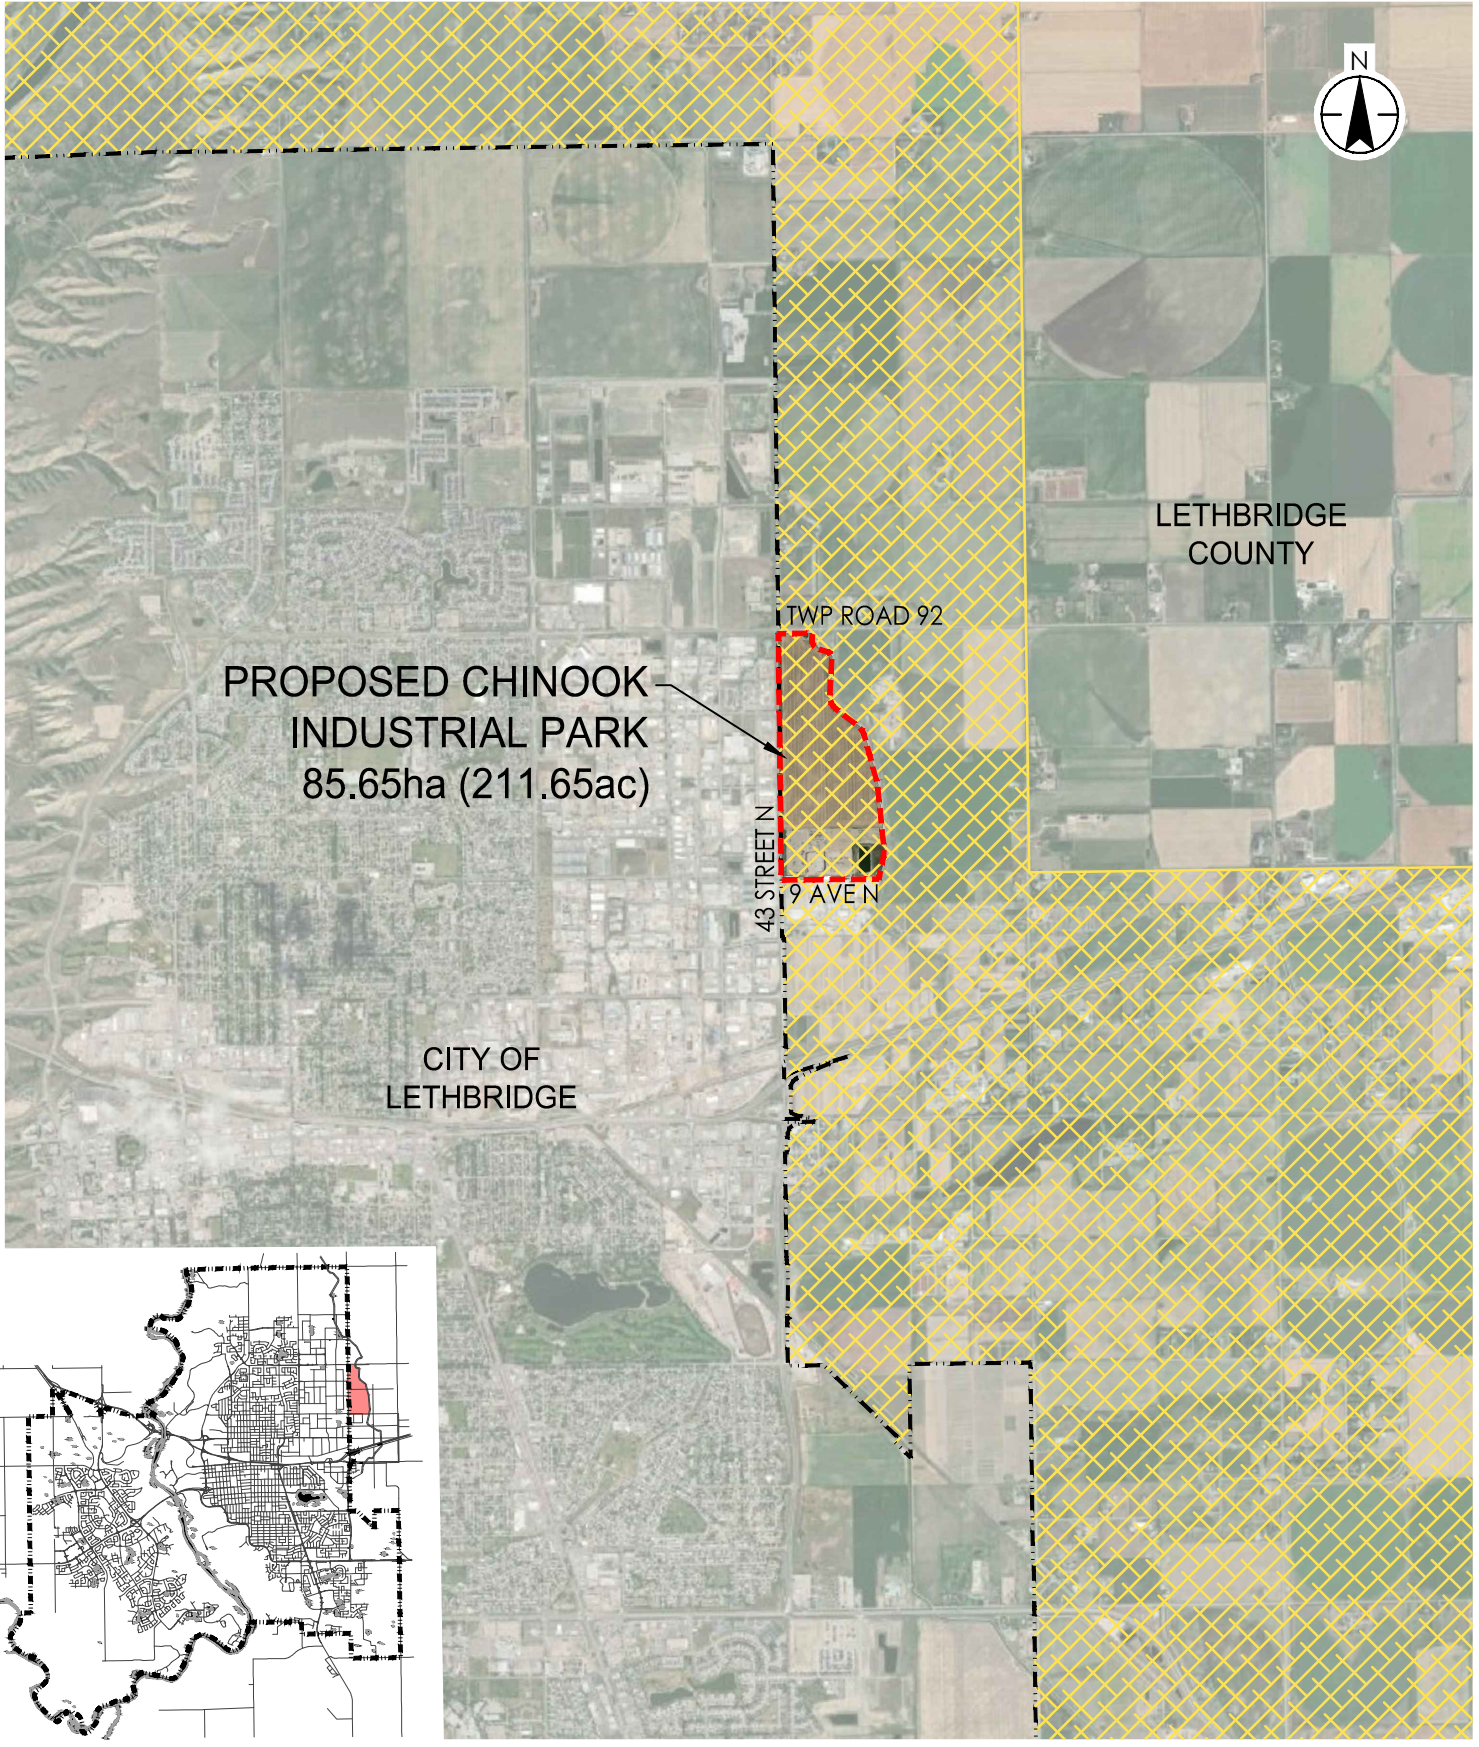 N
LETHBRIDGE
COUNTY
TWP ROAD 92
PROPOSED CHINOOK
INDUSTRIAL PARK
85.65ha (211.65ac)
43 STREET N
9 AVE N
CITY OF
LETHBRIDGE